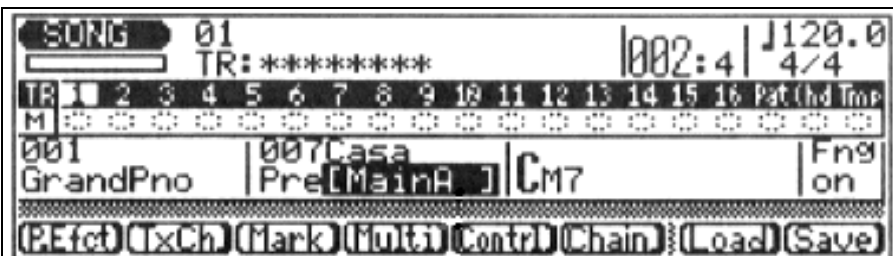 SONG 01 002:4 ♩120.0
TR:******** 4/4
TR 1 2 3 4 5 6 7 8 9 10 11 12 13 14 15 16 Pat Chd Tmp
M
001 007Casa Fng
GrandPno Pre[MainA ] CM7 on
P.Efct TxCh Mark Multi Contrl Chain Load Save